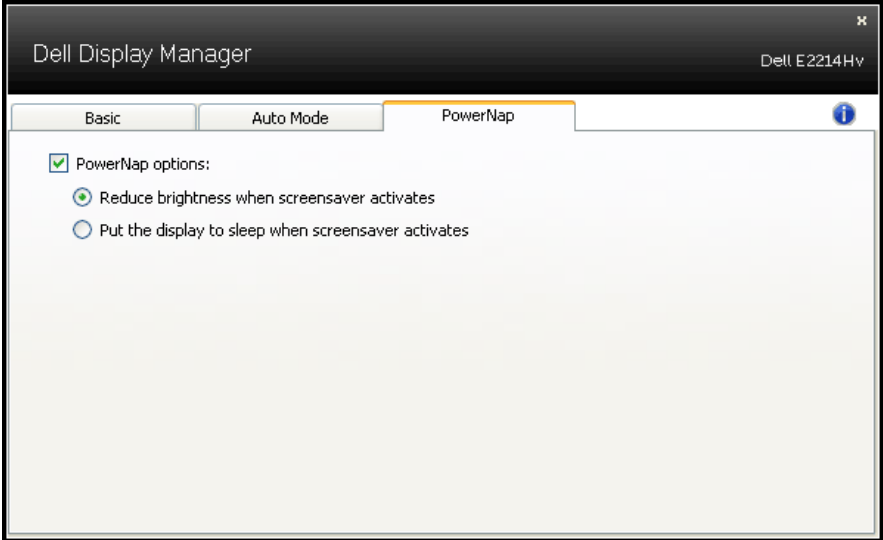 Dell Display Manager
Dell E2214Hv
Basic
Auto Mode
PowerNap
PowerNap options:
Reduce brightness when screensaver activates
Put the display to sleep when screensaver activates